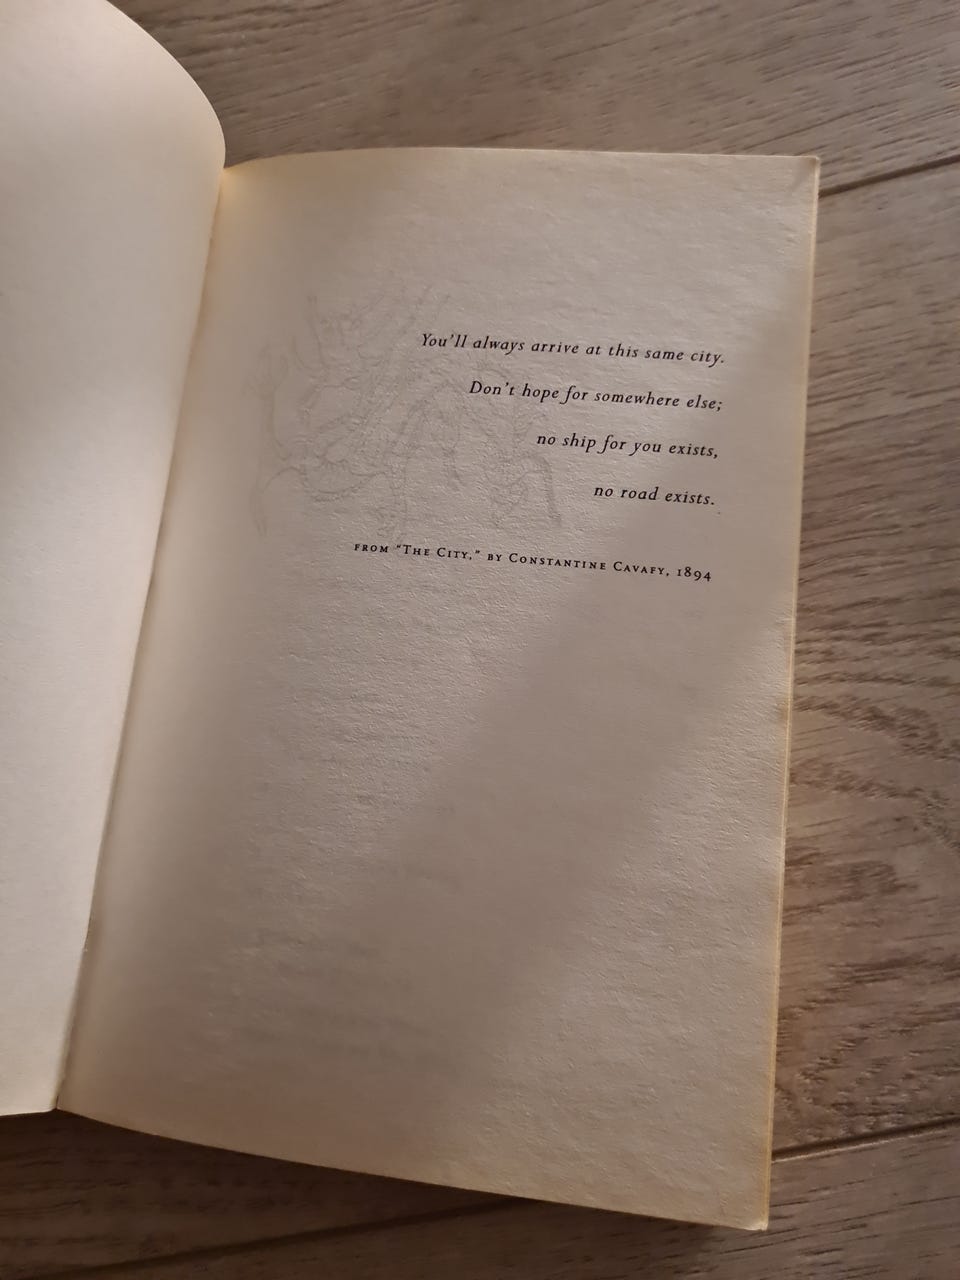 You'll always arrive at this same city.
Don't hope for somewhere else;
no ship for you exists,
no road exists.
FROM "THE CITY," BY CONSTANTINE CAVAFY, 1894